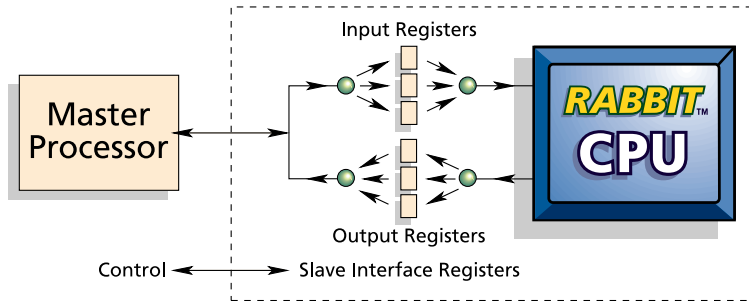 Input Registers
Master
Processor
RABBIT™
CPU
Output Registers
Control
Slave Interface Registers